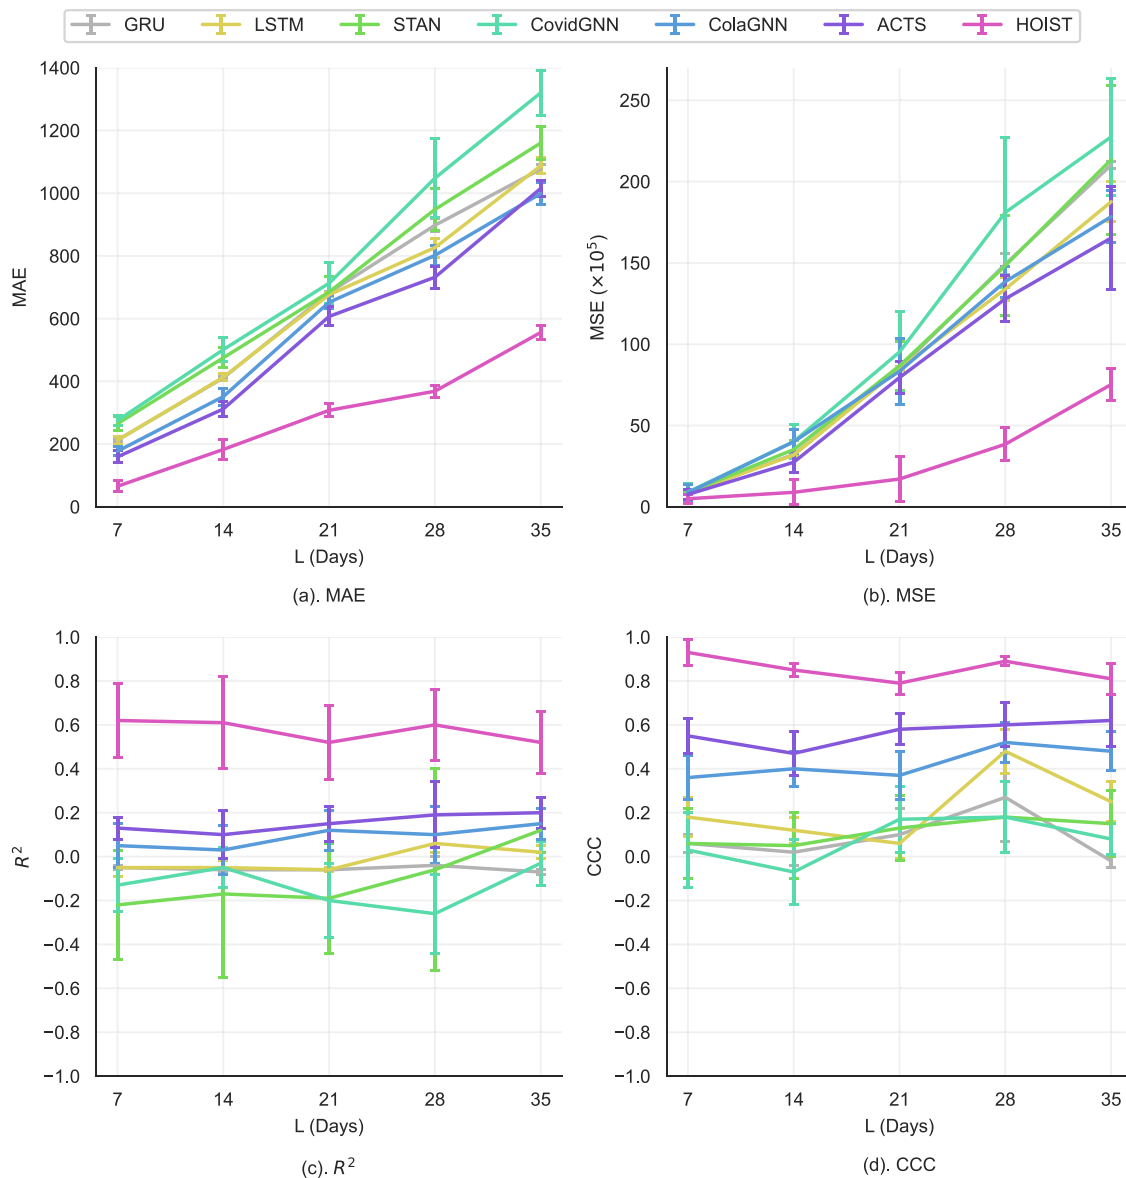 GRU LSTM STAN CovidGNN ColaGNN ACTS HOIST
1400
1200
1000
800
600
400
200
0
MAE
7 14 21 28 35
L (Days)
(a). MAE
250
200
150
100
50
0
MSE (×10⁵)
7 14 21 28 35
L (Days)
(b). MSE
1.0
0.8
0.6
0.4
0.2
0.0
−0.2
−0.4
−0.6
−0.8
−1.0
R²
7 14 21 28 35
L (Days)
(c). R²
1.0
0.8
0.6
0.4
0.2
0.0
−0.2
−0.4
−0.6
−0.8
−1.0
CCC
7 14 21 28 35
L (Days)
(d). CCC